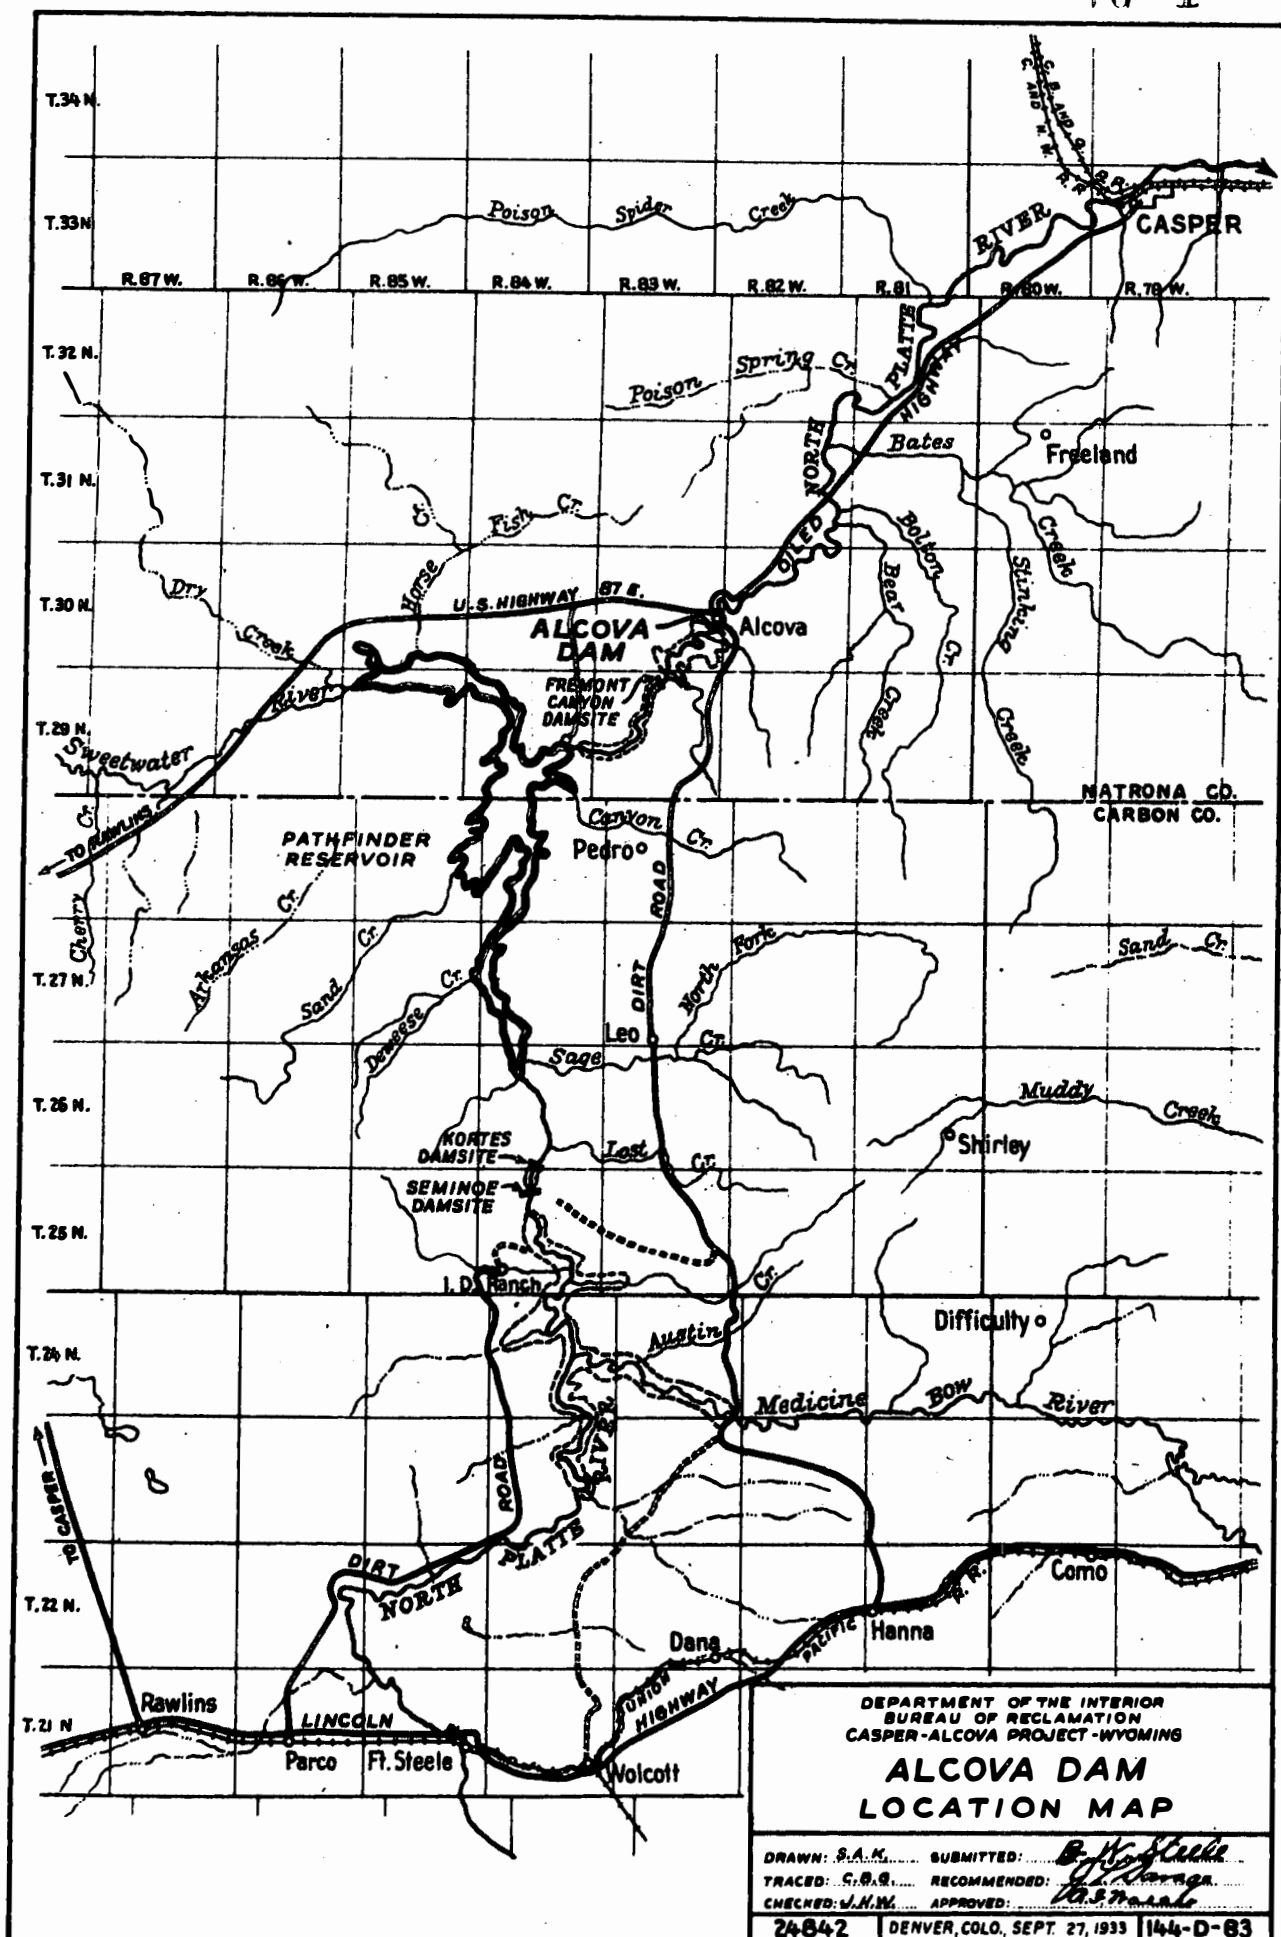 C. B. AND Q. R.R.
C. AND N. W. R.R.
T.34 N.
CASPER
RIVER
T.33 N
Poison Spider Creek
R.87 W.
R.86 W.
R.85 W.
R.84 W.
R.83 W.
R.82 W.
R.81
R.80 W.
R.79 W.
T.32 N.
PLATTE
HIGHWAY
Poison Spring Cr.
NORTH
Bates
Freeland
T.31 N.
Cr.
Fish Cr.
OILED
Bolton
Creek
Stinking
Dry
Horse
Bear
T.30 N.
U.S. HIGHWAY 87 E.
ALCOVA
DAM
Alcova
Creek
Cr.
River
FREMONT
CANYON
DAMSITE
Creek
Creek
T.29 N.
Sweetwater
NATRONA CO.
CARBON CO.
TO RAWLINS
Cr.
Canyon Cr.
PATHFINDER
RESERVOIR
Pedro
ROAD
Cherry
Arkansas Cr.
Sand Cr.
Cr.
North Fork
Sand Cr.
T.27 N.
DIRT
Deweese
Leo
Sage Cr.
T.26 N.
Muddy Creek
KORTES
DAMSITE
Lost Cr.
Shirley
SEMINOE
DAMSITE
T.25 N.
I. D. Ranch
Cr.
Austin
Difficulty
T.24 N.
Medicine Bow River
RIVER
ROAD
TO CASPER
DIRT
PLATTE
NORTH
Como
R. R.
T.22 N.
Hanna
PACIFIC
Dana
UNION
HIGHWAY
Rawlins
T.21 N
LINCOLN
Parco
Ft. Steele
Wolcott
DEPARTMENT OF THE INTERIOR
BUREAU OF RECLAMATION
CASPER-ALCOVA PROJECT-WYOMING
ALCOVA DAM
LOCATION MAP
DRAWN: S.A.K. SUBMITTED:
TRACED: C.B.Q. RECOMMENDED:
CHECKED: J.H.W. APPROVED:
24842 DENVER, COLO., SEPT. 27, 1933 144-D-83